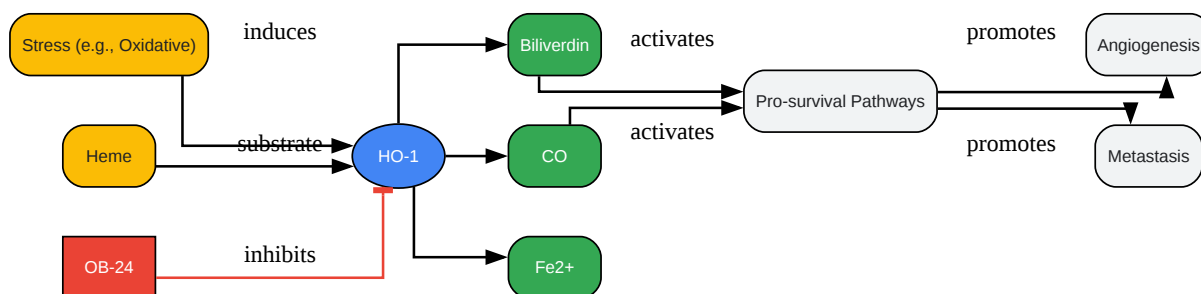 Stress (e.g., Oxidative)
induces
Biliverdin
activates
promotes
Angiogenesis
Pro-survival Pathways
Heme
substrate
HO-1
CO
activates
promotes
Metastasis
OB-24
inhibits
Fe2+